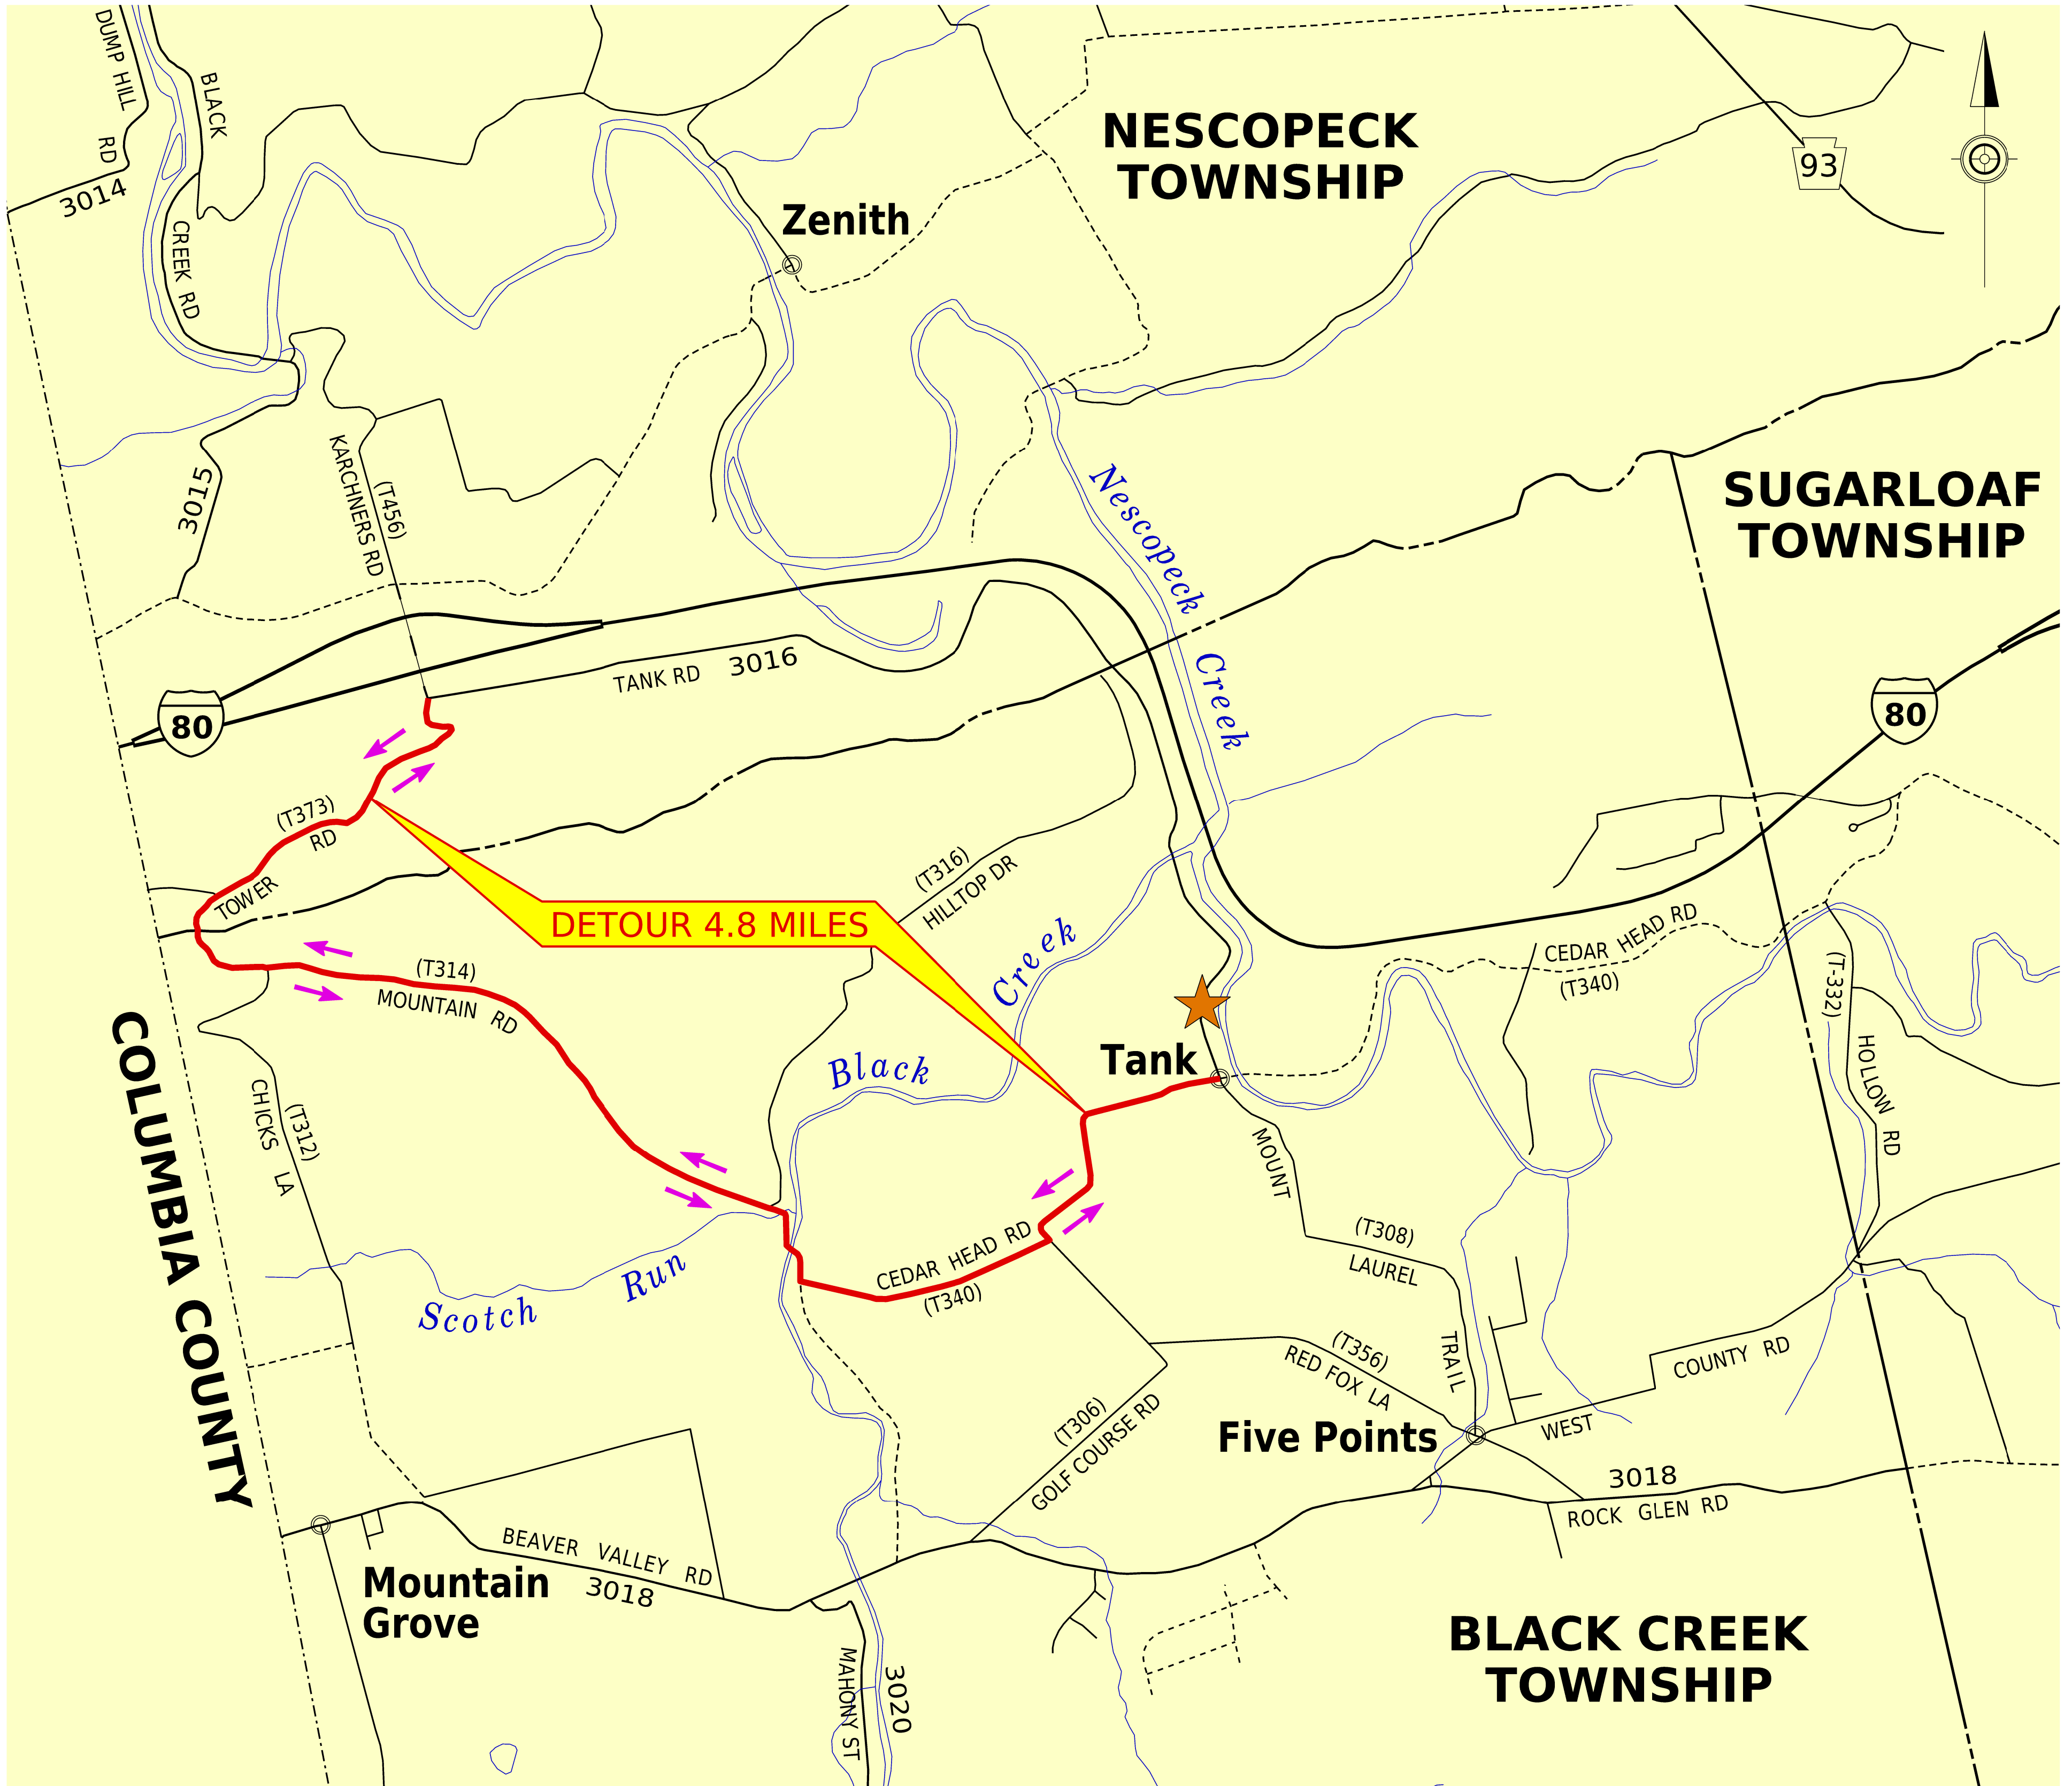 DUMP HILL RD
BLACK
CREEK RD
3014
NESCOPECK
TOWNSHIP
93
Zenith
3015
KARCHNERS RD
(T456)
Nescopeck Creek
SUGARLOAF
TOWNSHIP
TANK RD 3016
80
80
(T373)
TOWER RD
(T316)
HILLTOP DR
DETOUR 4.8 MILES
CEDAR HEAD RD
(T340)
(T-332)
HOLLOW RD
(T314)
MOUNTAIN RD
Black Creek
Tank
COLUMBIA COUNTY
CHICKS LA
(T312)
MOUNT
(T308)
LAUREL
TRAIL
CEDAR HEAD RD
(T340)
Scotch Run
(T356)
RED FOX LA
COUNTY RD
WEST
(T306)
GOLF COURSE RD
Five Points
3018
ROCK GLEN RD
BEAVER VALLEY RD
3018
Mountain
Grove
MAHONY ST
3020
BLACK CREEK
TOWNSHIP